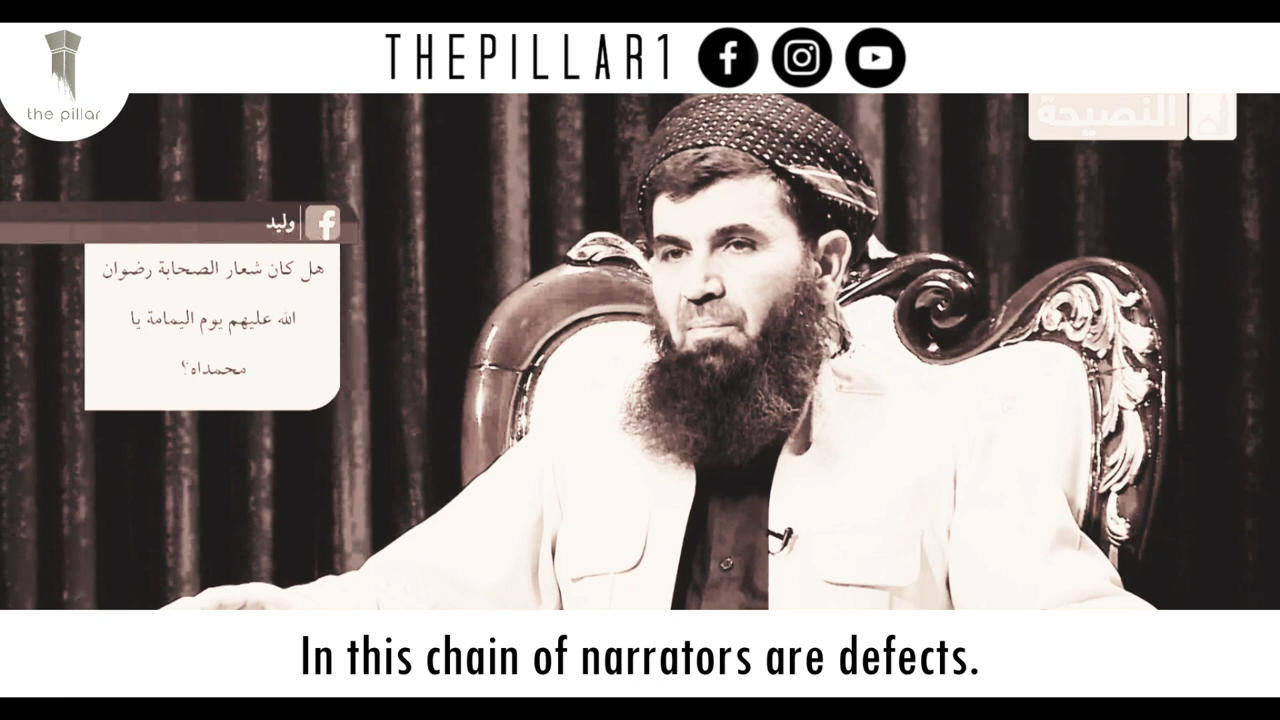 THEPILLAR1
the pillar
النصيحة
وليد
هل كان شعار الصحابة رضوان
الله عليهم يوم اليمامة يا
محمداه؟
In this chain of narrators are defects.